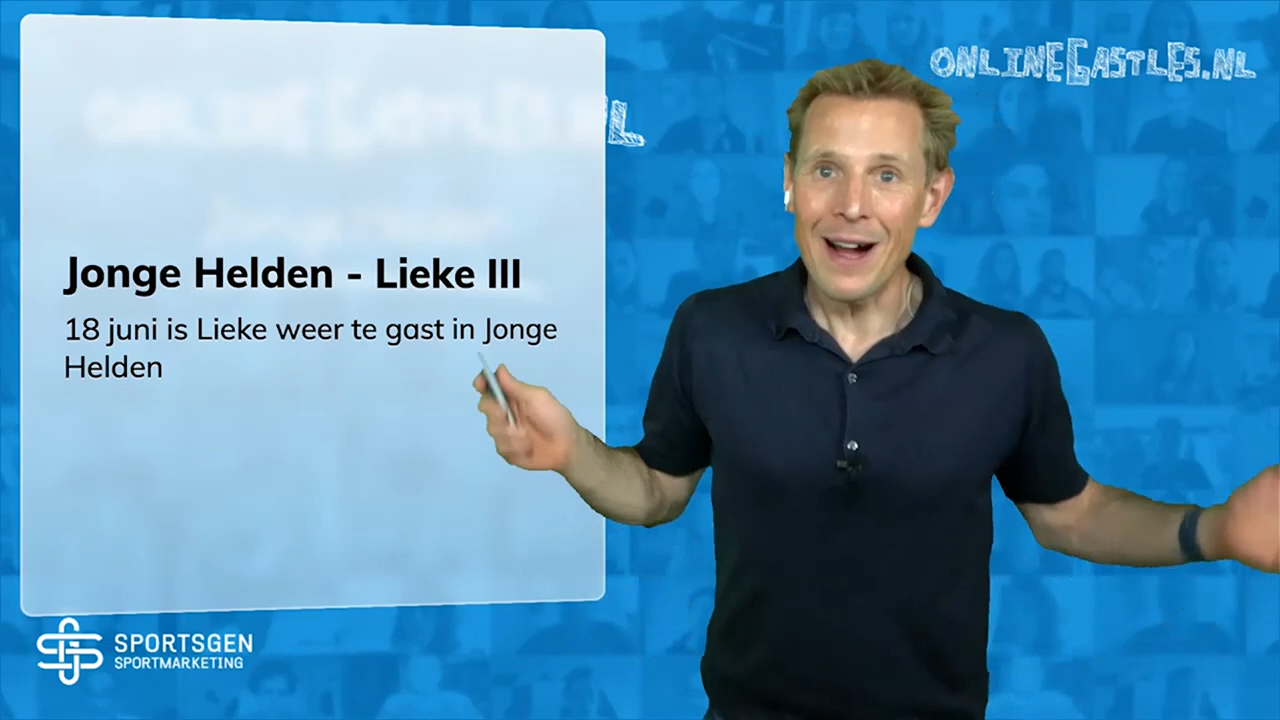 ONLINEGASTLES.NL
Jonge Helden - Lieke III
18 juni is Lieke weer te gast in Jonge
Helden
SPORTSGEN
SPORTMARKETING